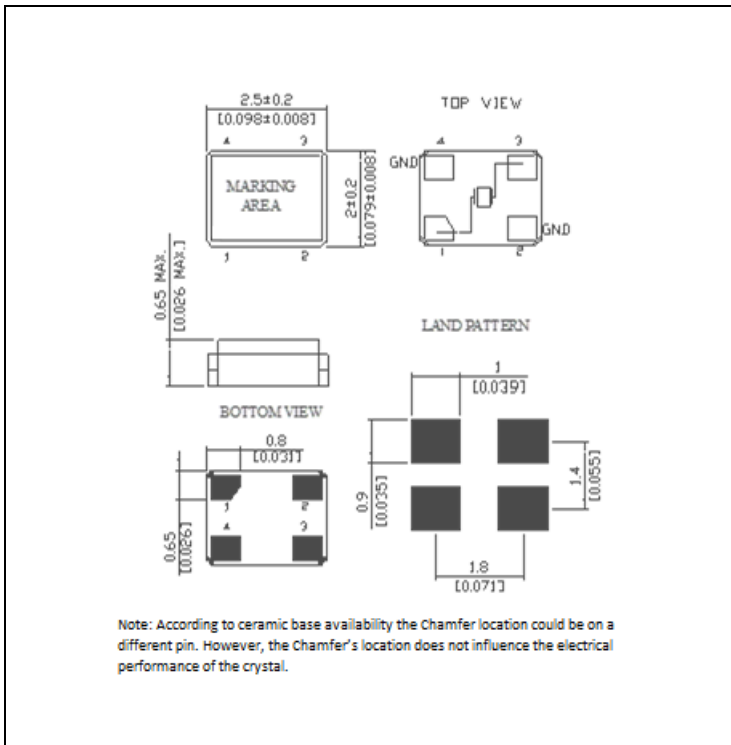 2.5±0.2
[0.098±0.008]
4 3
MARKING
AREA
1 2
2±0.2
[0.079±0.008]
TOP VIEW
4 3
GND
GND
1 2
0.65 MAX.
[0.026 MAX.]
LAND PATTERN
1
[0.039]
0.9
[0.035]
1.4
[0.055]
1.8
[0.071]
BOTTOM VIEW
0.8
[0.031]
1 2
4 3
0.65
[0.026]
Note: According to ceramic base availability the Chamfer location could be on a
different pin. However, the Chamfer's location does not influence the electrical
performance of the crystal.